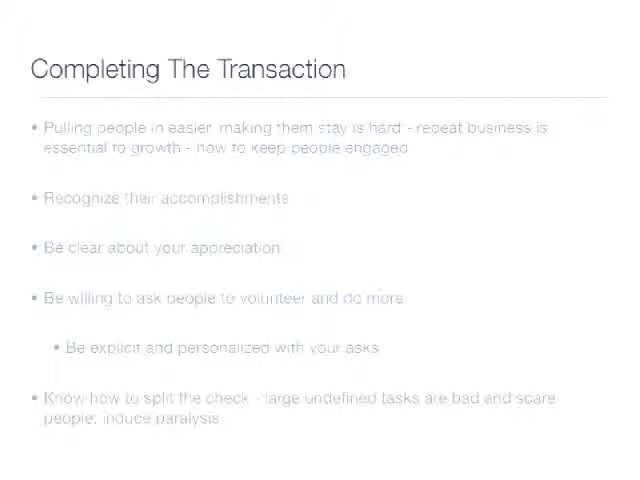 Completing The Transaction
• Pulling people in easier, making them stay is hard - repeat business is
essential to growth - how to keep people engaged
• Recognize their accomplishments
• Be clear about your appreciation
• Be willing to ask people to volunteer and do more
• Be explicit and personalized with your asks
• Know how to split the check - large undefined tasks are bad and scare
people, induce paralysis